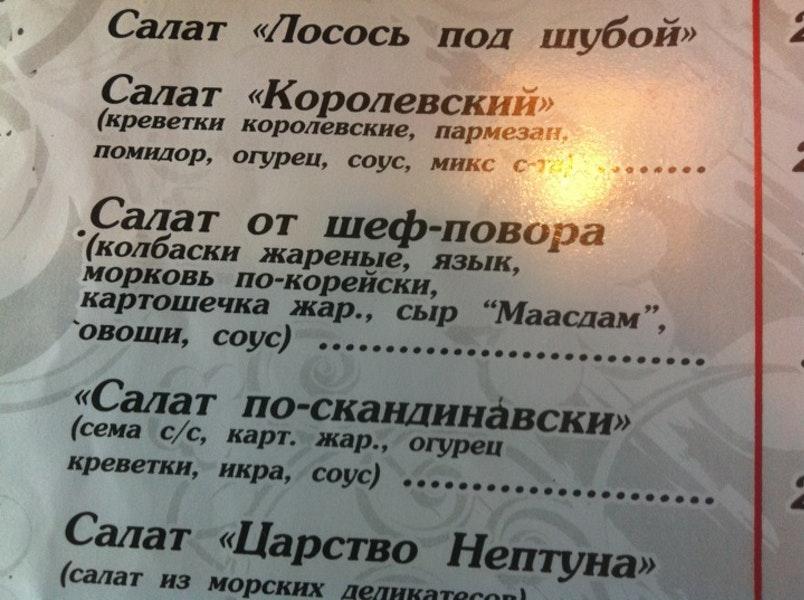 Салат «Лосось под шубой»
Салат «Королевский»
(креветки королевские, пармезан,
помидор, огурец, соус, микс с-та) ........
Салат от шеф-повора
(колбаски жареные, язык,
морковь по-корейски,
картошечка жар., сыр “Маасдам”,
овощи, соус) ..............................
«Салат по-скандинавски»
(сема с/с, карт. жар., огурец
креветки, икра, соус) ........................
Салат «Царство Нептуна»
(салат из морских деликатесов)